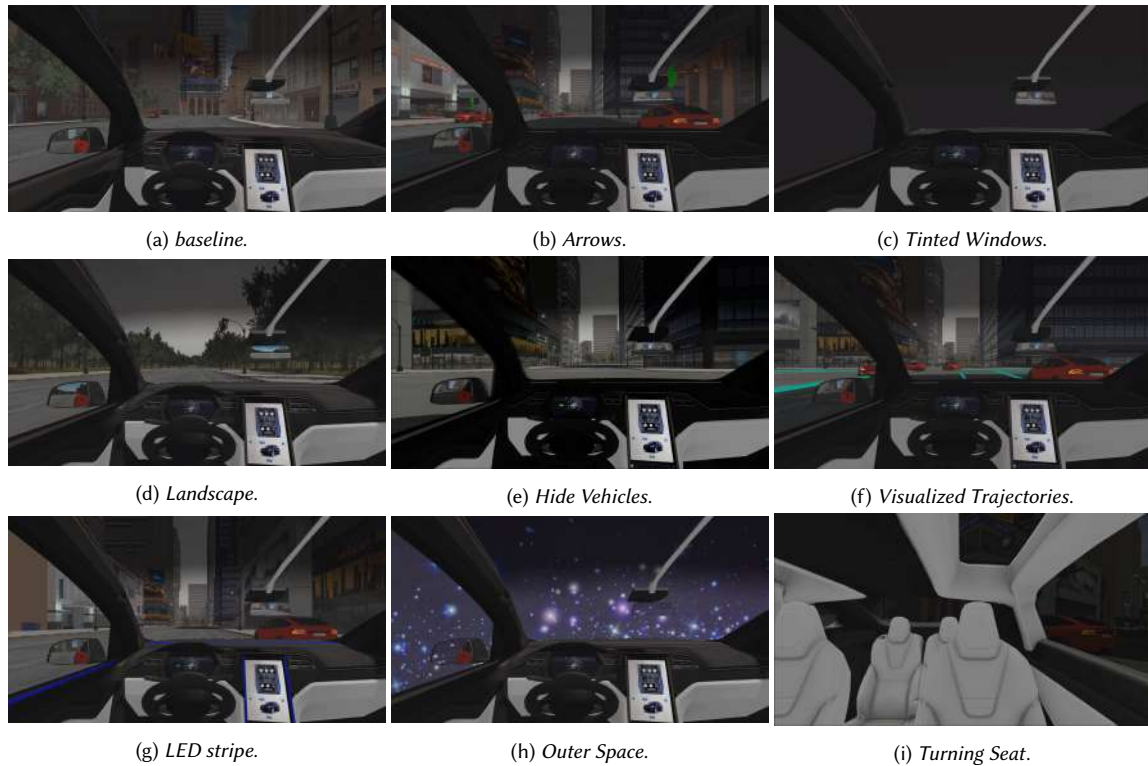 (a) baseline.
(b) Arrows.
(c) Tinted Windows.
(d) Landscape.
(e) Hide Vehicles.
(f) Visualized Trajectories.
(g) LED stripe.
(h) Outer Space.
(i) Turning Seat.